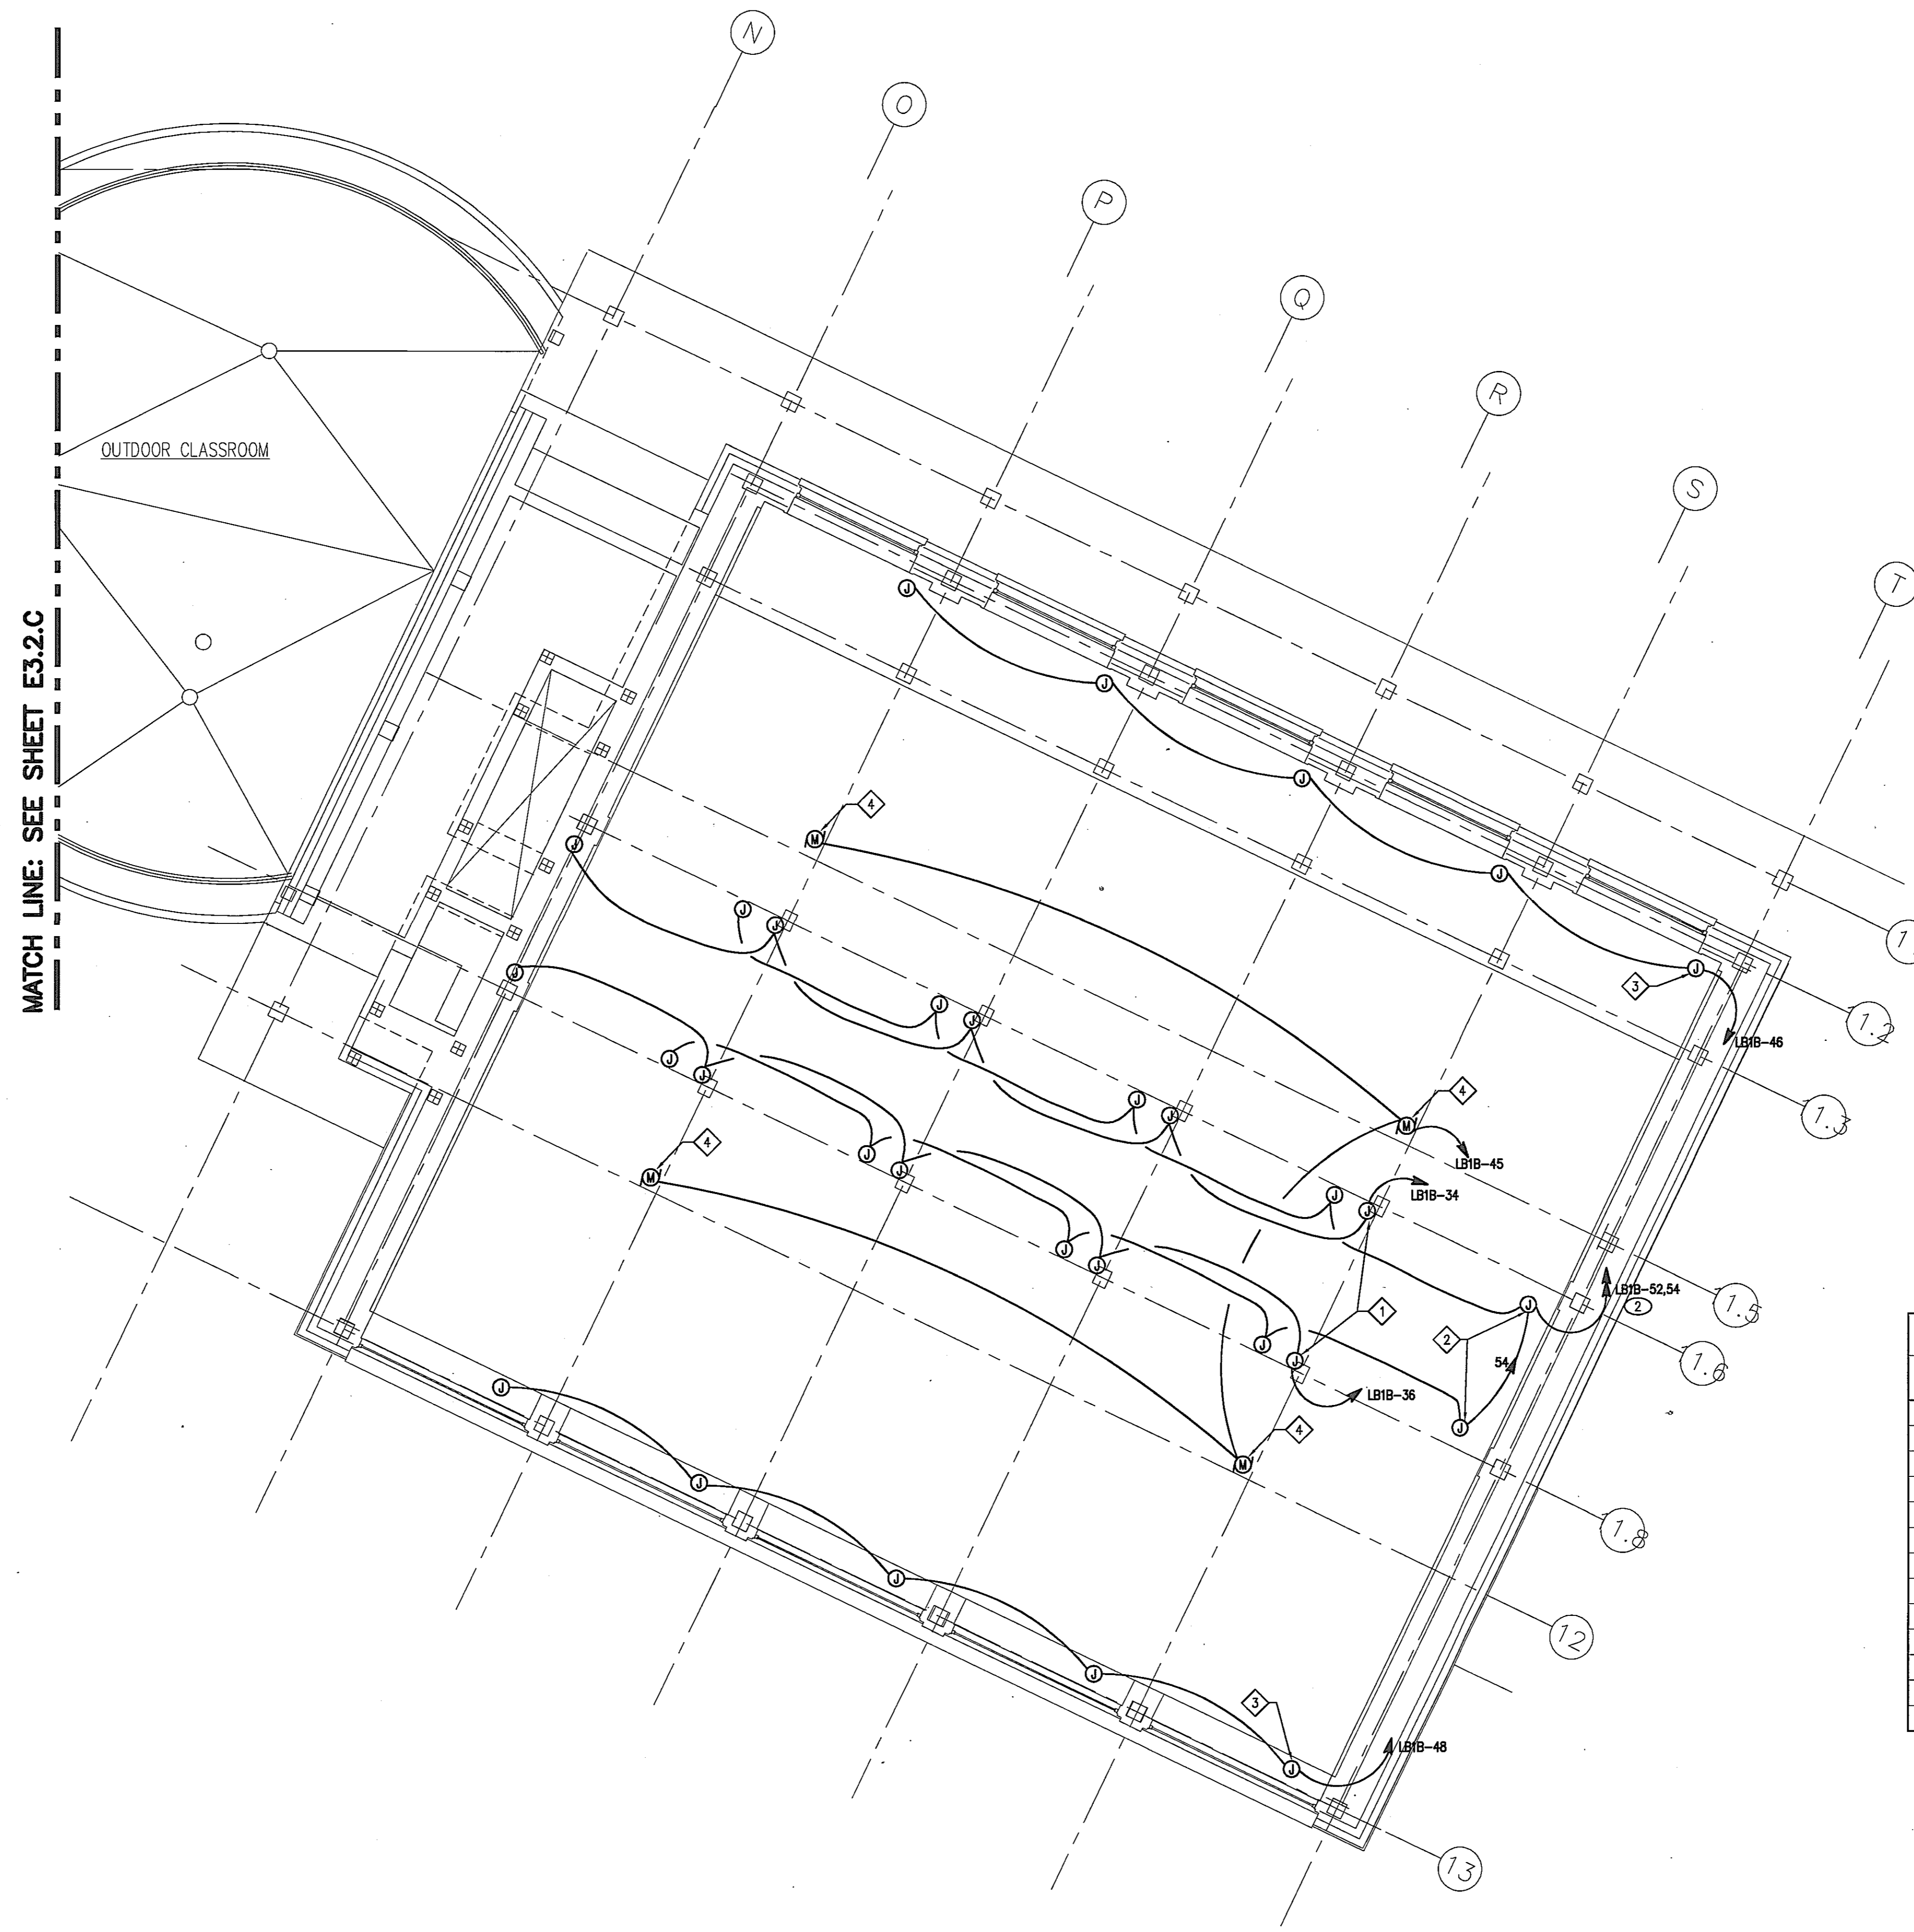 N
O
P
Q
R
S
T
OUTDOOR CLASSROOM
MATCH LINE: SEE SHEET E3.2.C
J
J
J
J
J
3
LB1B-46
1.2
1.3
4
M
J
J
J
J
J
J
J
J
J
4
M
LB1B-45
LB1B-34
J
J
J
J
J
J
J
J
J
4
M
1
J
LB1B-52,54
2
2
54
J
1.5
1.6
1.8
LB1B-36
4
M
12
J
J
J
J
3
J
LB1B-48
13